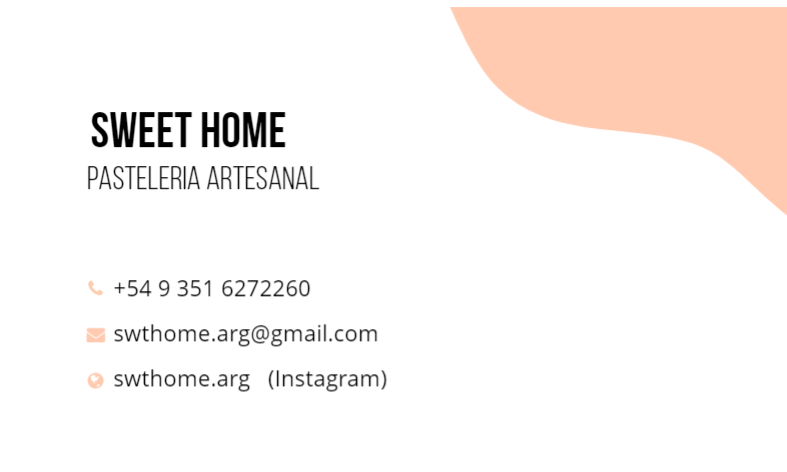 SWEET HOME
PASTELERIA ARTESANAL
+54 9 351 6272260
swthome.arg@gmail.com
swthome.arg (Instagram)